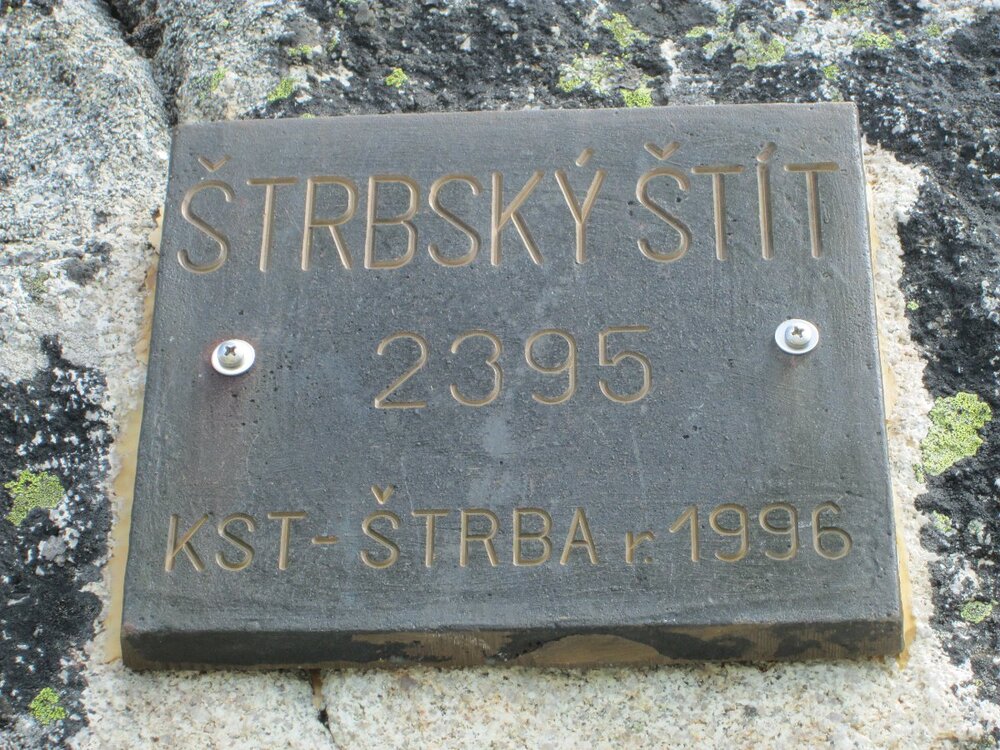 ŠTRBSKÝ ŠTÍT
2395
KST - ŠTRBA r. 1996